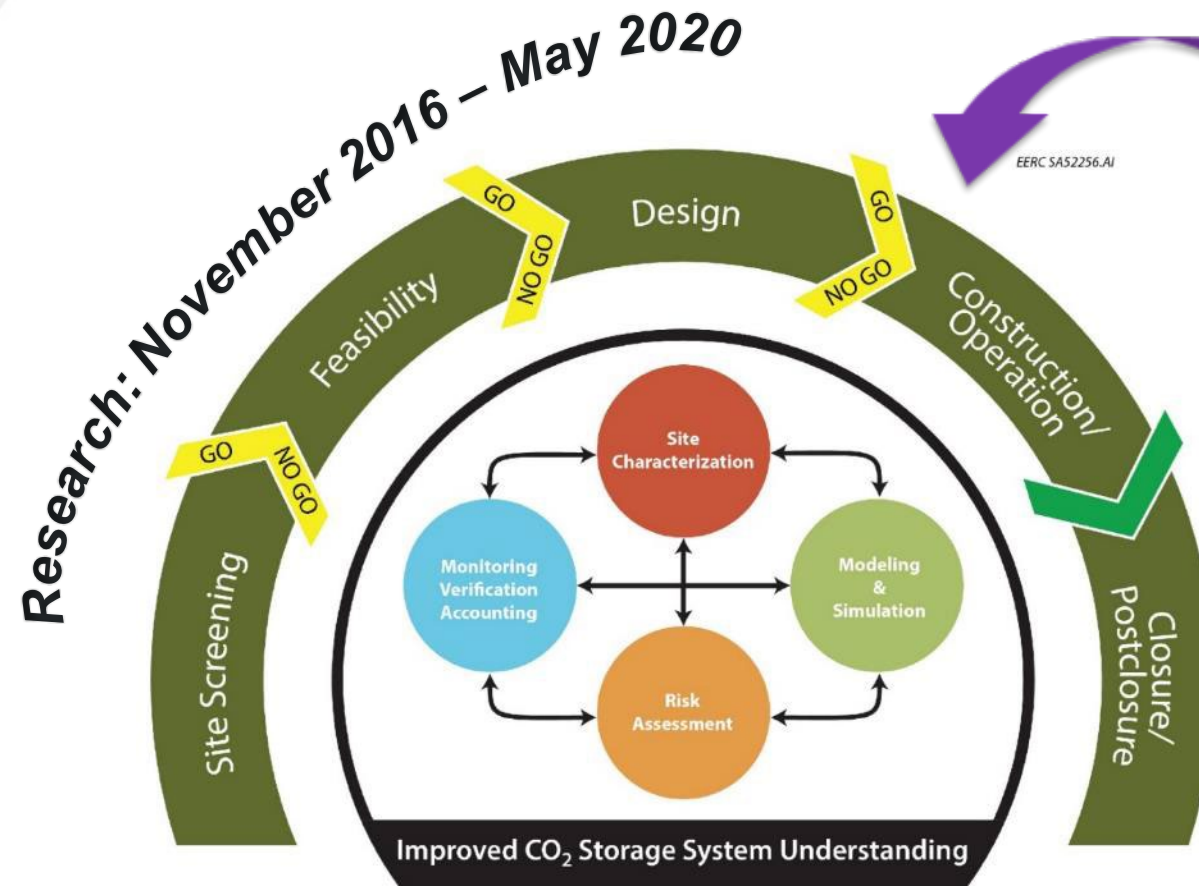 Research: November 2016 – May 2020
EERC SA52256.AI
Site Screening
GO
NO GO
Feasibility
GO
NO GO
Design
GO
NO GO
Construction/
Operation
Closure/
Postclosure
Site
Characterization
Monitoring
Verification
Accounting
Modeling
&
Simulation
Risk
Assessment
Improved CO₂ Storage System Understanding